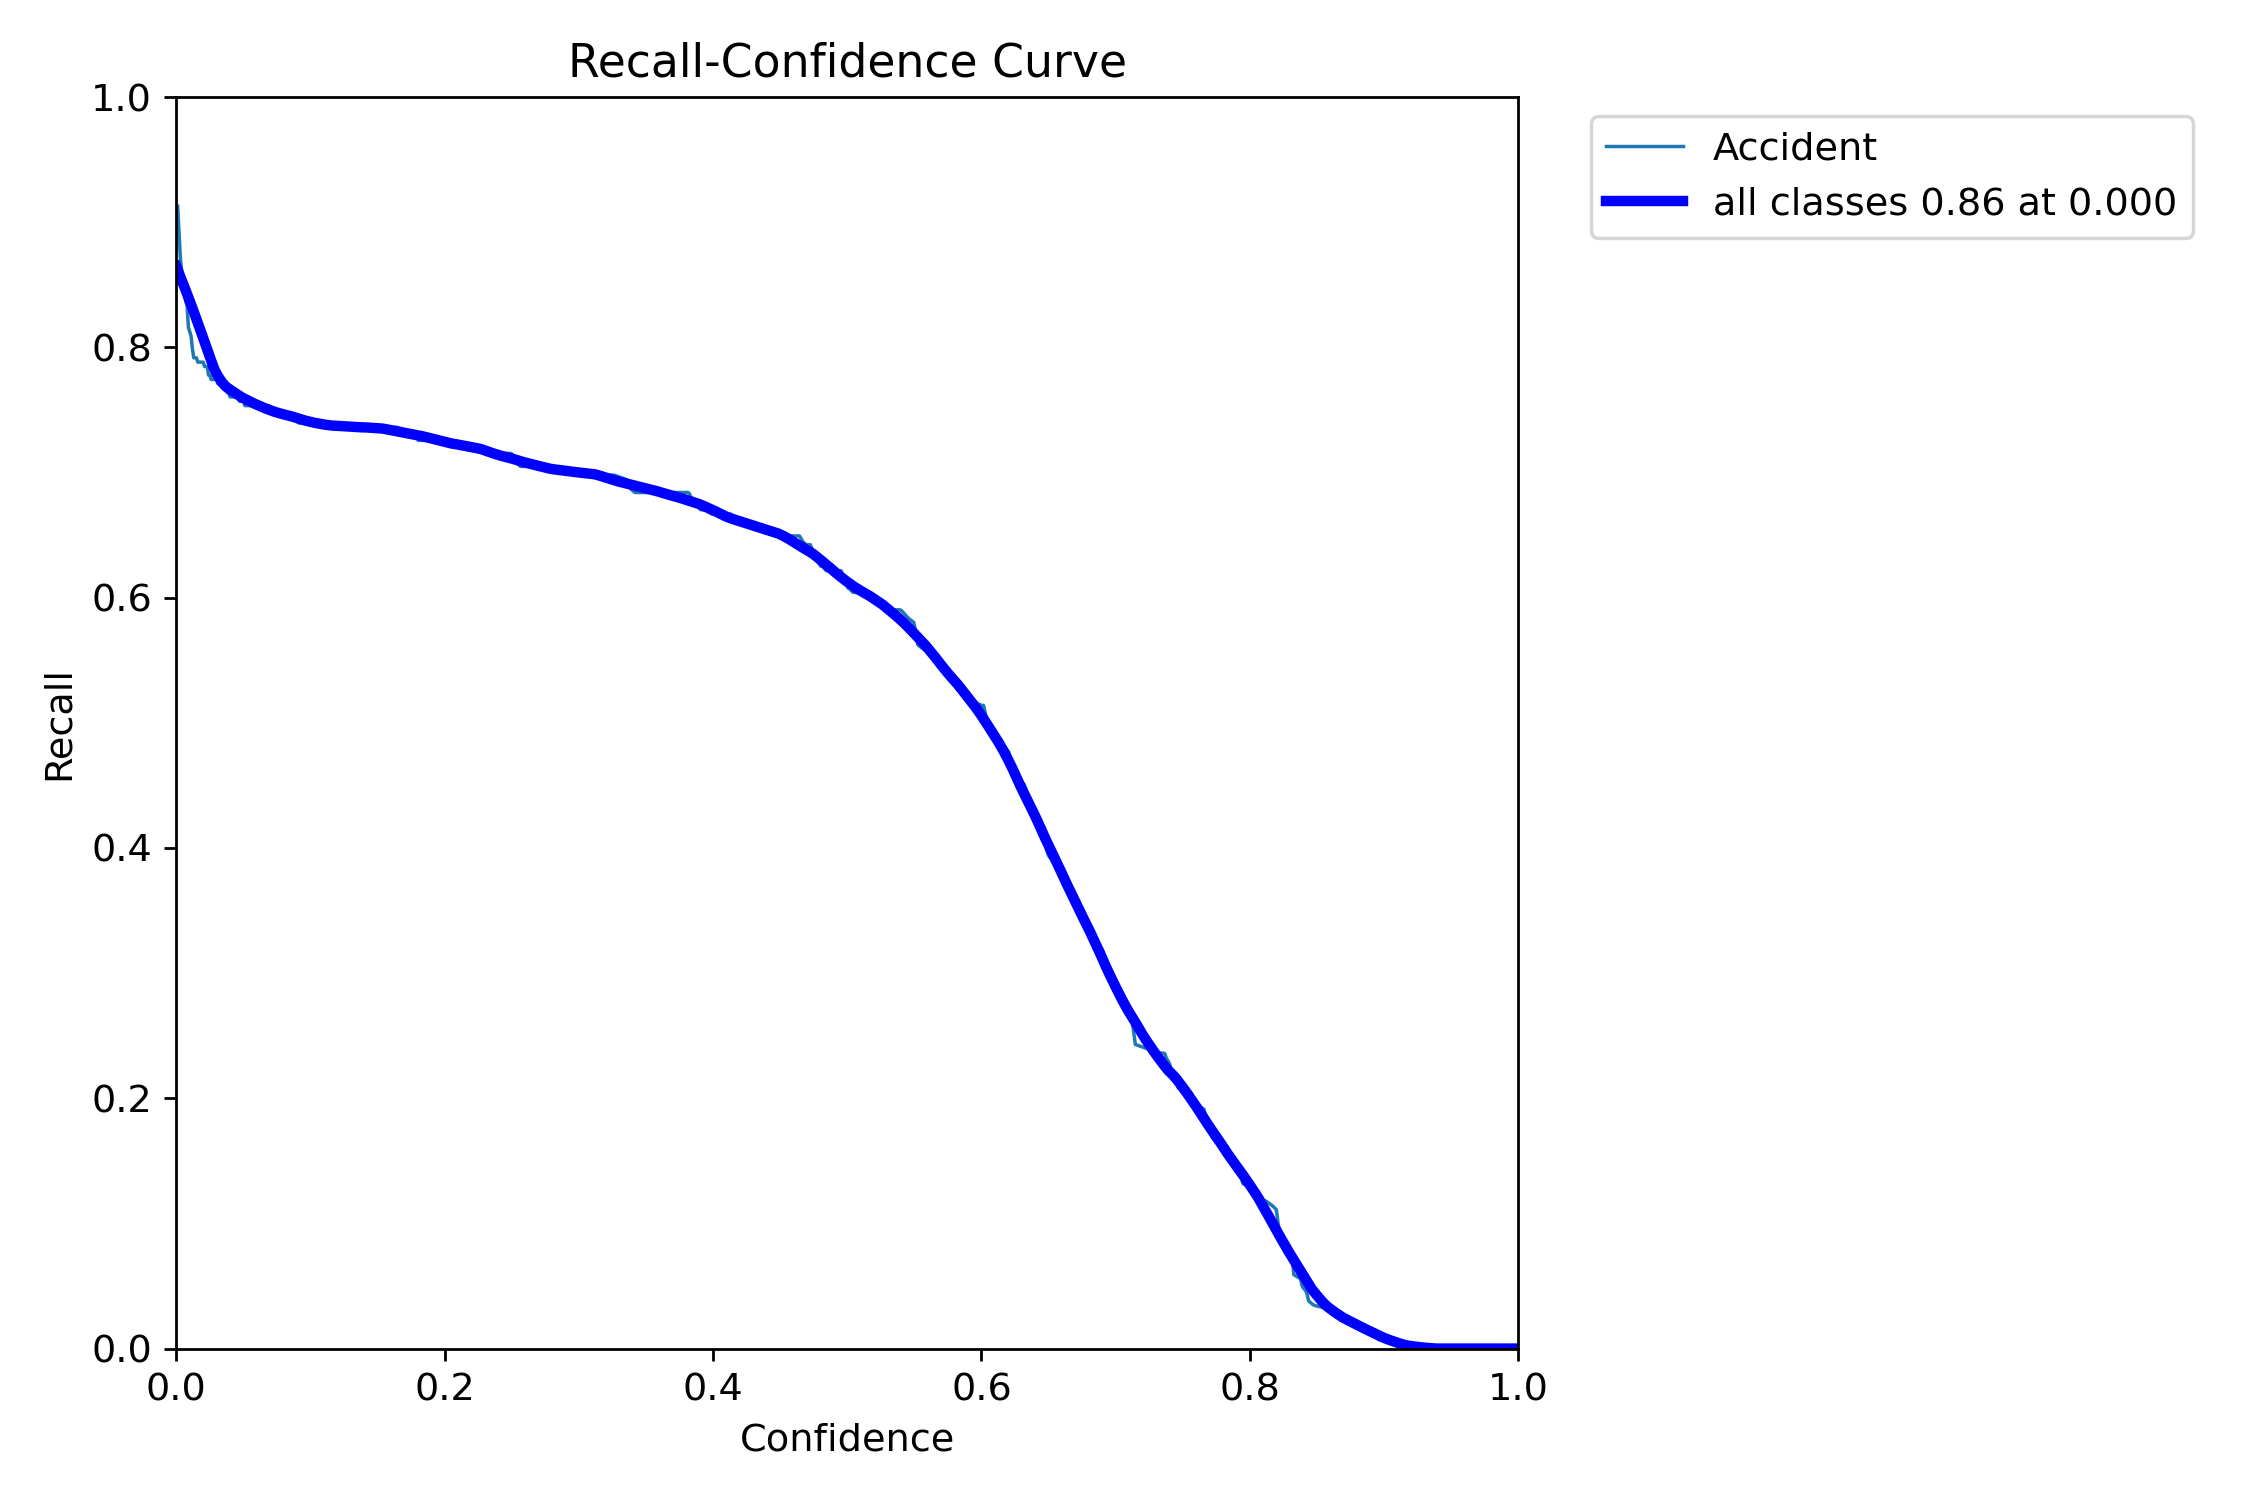 Recall-Confidence Curve
Accident
all classes 0.86 at 0.000
Recall
1.0
0.8
0.6
0.4
0.2
0.0
0.0 0.2 0.4 0.6 0.8 1.0
Confidence